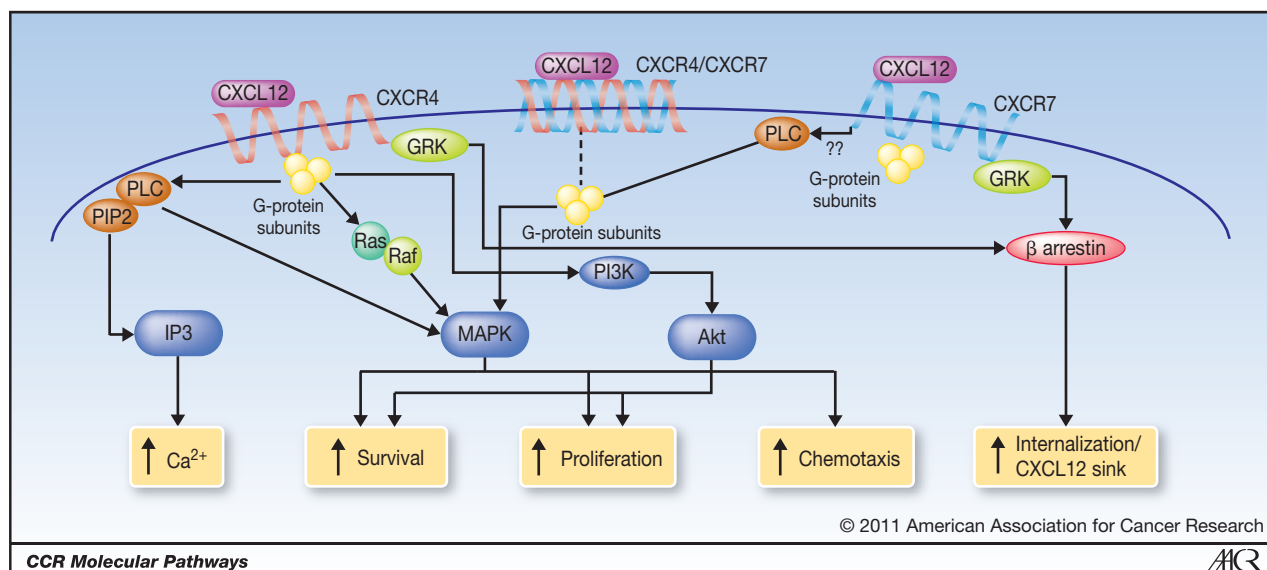 CXCL12
CXCR4
CXCL12
CXCR4/CXCR7
CXCL12
CXCR7
GRK
PLC
??
PLC
PIP2
G-protein
subunits
Ras
Raf
G-protein subunits
G-protein
subunits
GRK
β arrestin
PI3K
IP3
MAPK
Akt
Ca2+
Survival
Proliferation
Chemotaxis
Internalization/
CXCL12 sink
© 2011 American Association for Cancer Research
CCR Molecular Pathways
AACR